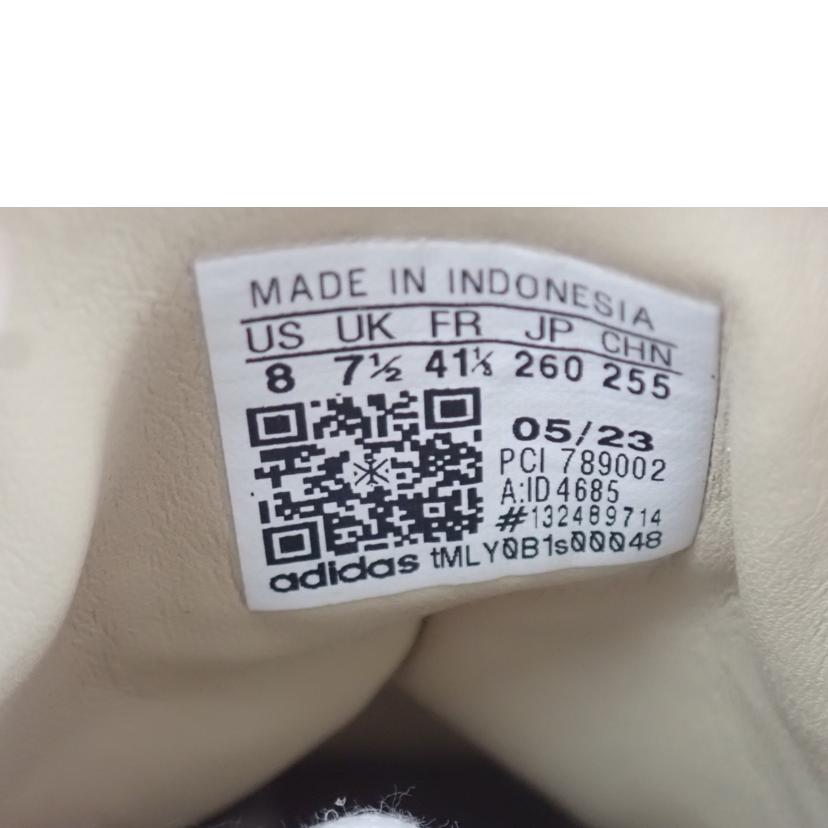 MADE IN INDONESIA
US UK FR JP CHN
8 7½ 41⅓ 260 255
05/23
PCI 789002
A:ID4685
#132489714
adidas tMLY0B1s00048